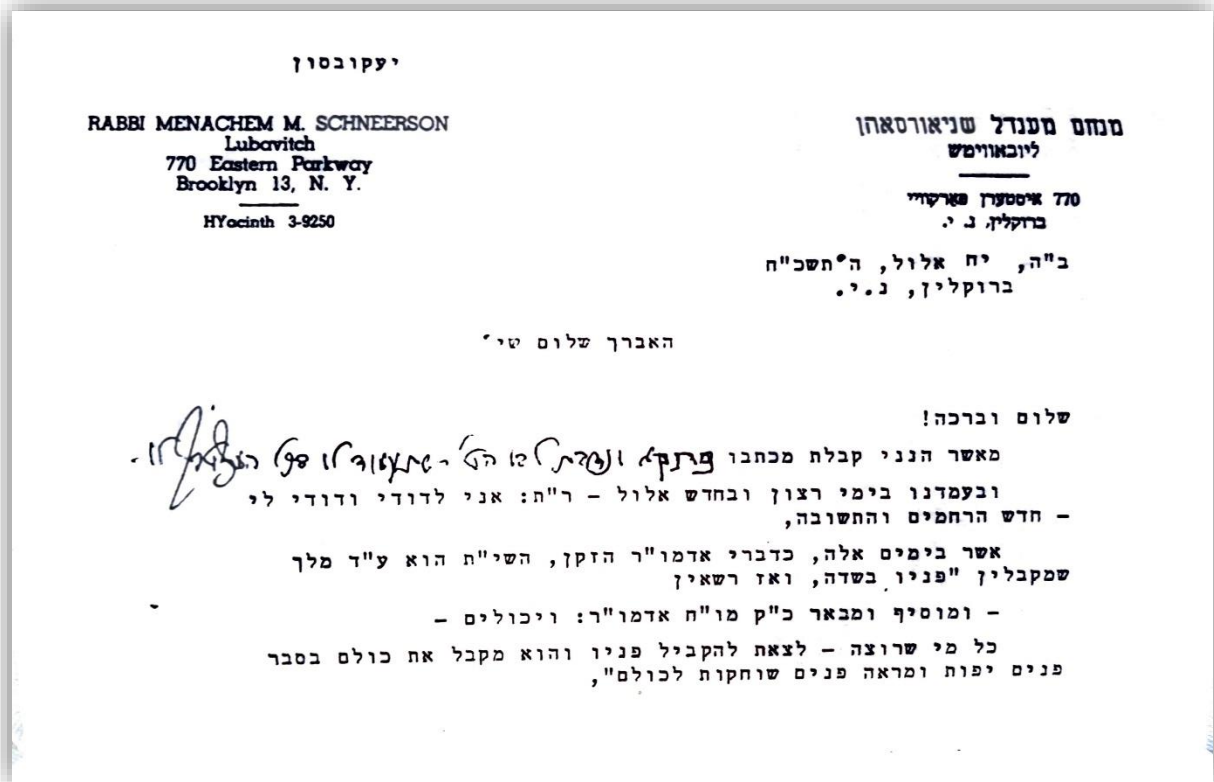 יעקובסון
RABBI MENACHEM M. SCHNEERSON
Lubavitch
770 Eastern Parkway
Brooklyn 13, N. Y.
HYacinth 3-9250
מנחם מענדל שניאורסאהן
ליובאוויטש
770 איסטערן פארקוויי
ברוקלין, נ. י.
ב"ה, יח אלול, ה'תשכ"ח
ברוקלין, נ.י.
האברך שלום שי'
שלום וברכה!
מאשר הנני קבלת מכתבו
ובעמדנו בימי רצון ובחדש אלול – ר"ת: אני לדודי ודודי לי
– חדש הרחמים והתשובה,
אשר בימים אלה, כדברי אדמו"ר הזקן, השי"ת הוא ע"ד מלך
שמקבלין "פניו בשדה, ואז רשאין
– ומוסיף ומבאר כ"ק מו"ח אדמו"ר: ויכולים –
כל מי שרוצה – לצאת להקביל פניו והוא מקבל את כולם בסבר
פנים יפות ומראה פנים שוחקות לכולם",